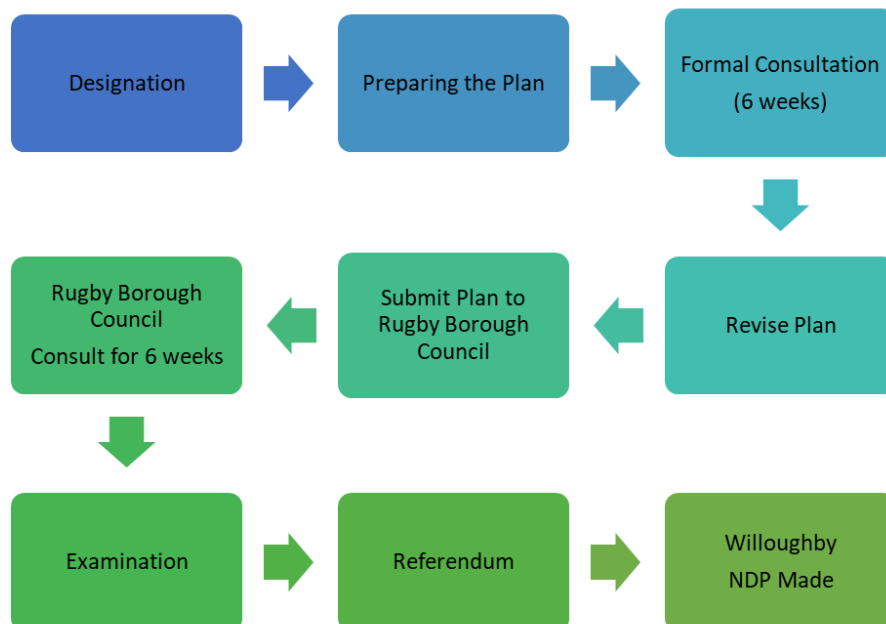 Designation
Preparing the Plan
Formal Consultation
(6 weeks)
Revise Plan
Submit Plan to
Rugby Borough
Council
Rugby Borough
Council
Consult for 6 weeks
Examination
Referendum
Willoughby
NDP Made